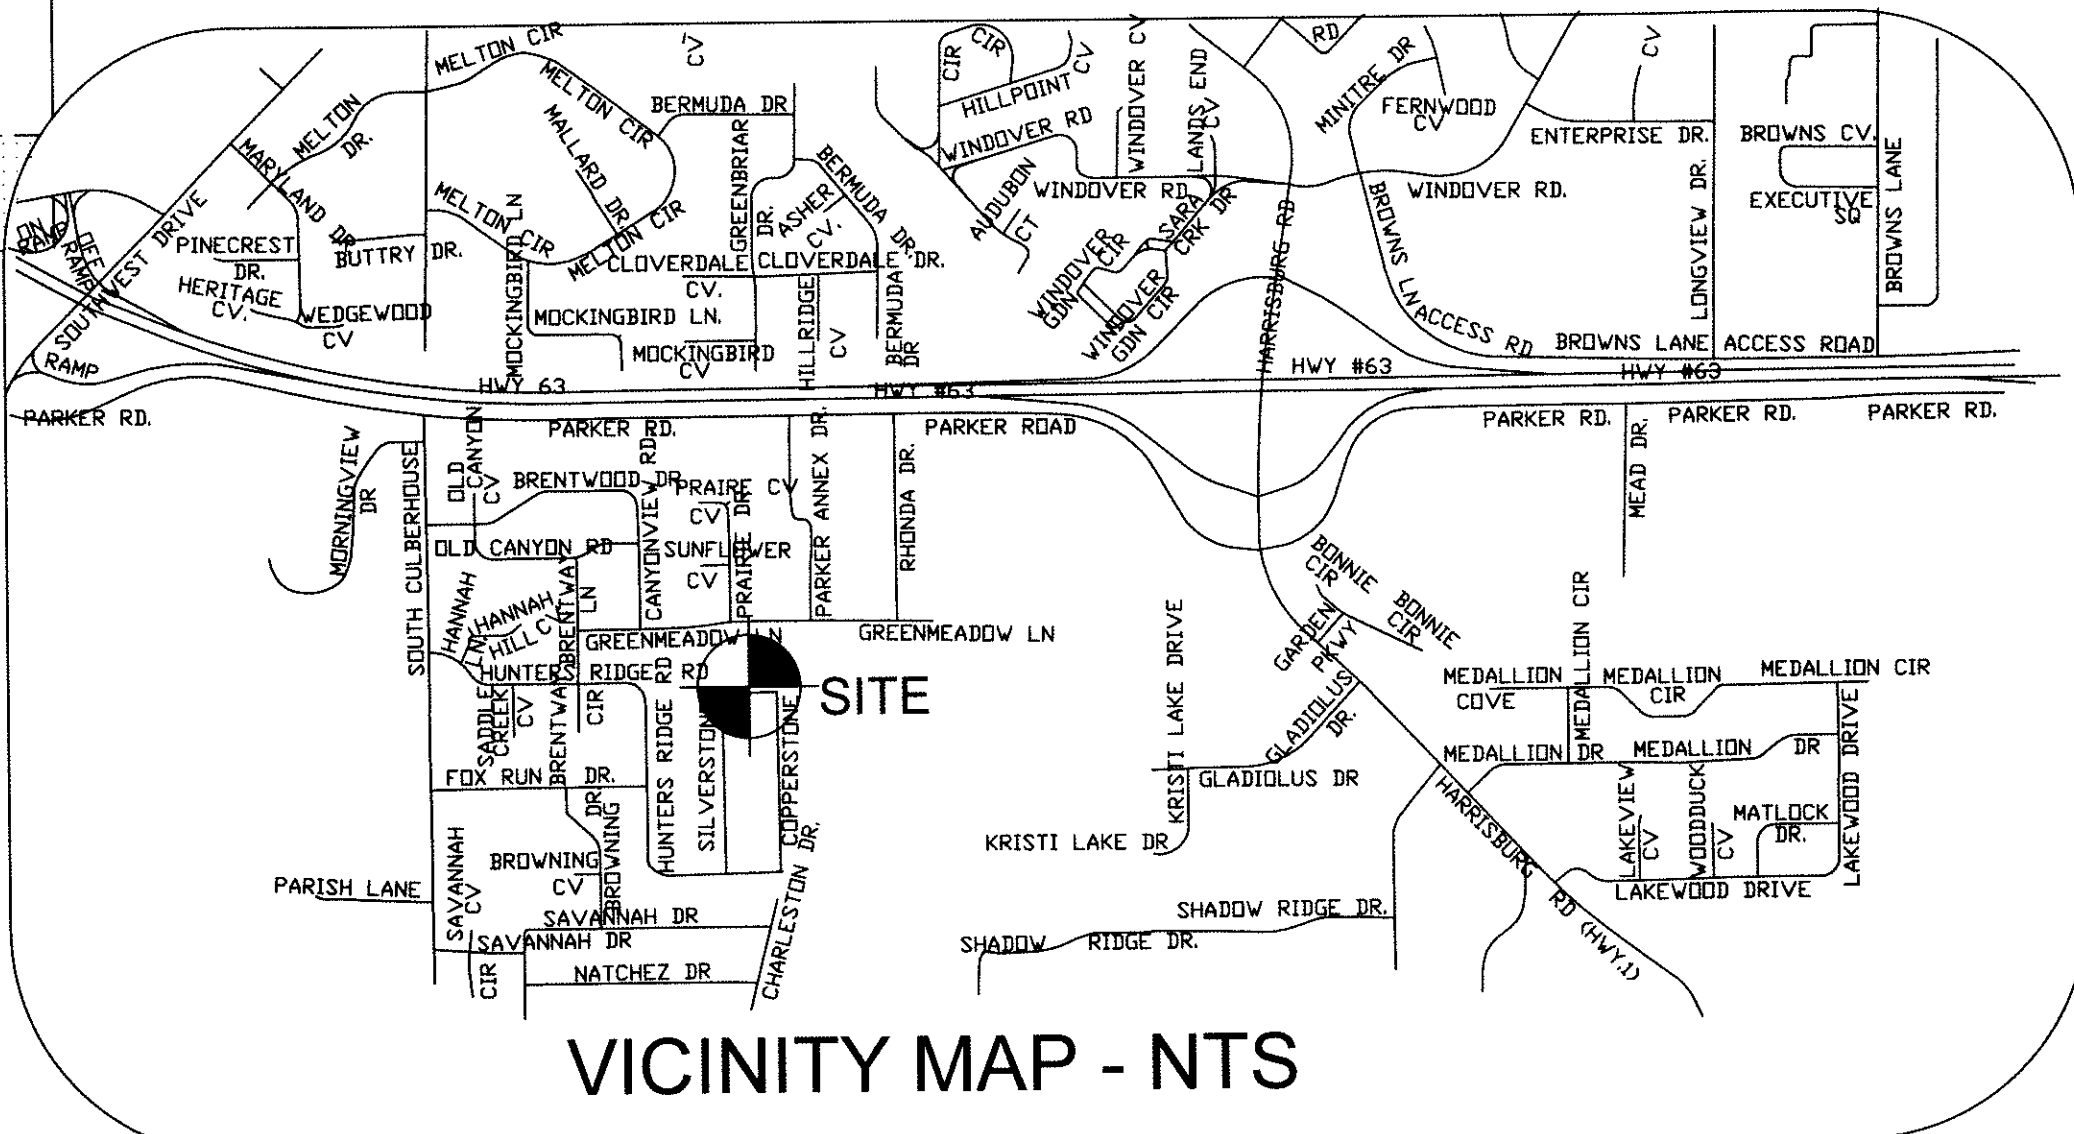 MELTON CIR
CV
CIR
CIR
HILLPOINT
CV
WINDOVER CV
LANDS END
CV
RD
MINITRE DR
FERNWOOD
CV
CV
ENTERPRISE DR.
BROWNS CV.
EXECUTIVE
SQ
BROWNS LANE
LONGVIEW DR.
MELTON
DR.
MELTON CIR
MALLARD DR.
BERMUDA DR
GREENBRIAR
DR.
ASHER
CV.
BERMUDA DR.
WINDOVER RD
AUDUBON
CT
WINDOVER RD.
SARA
CRK DR
HARRISBURG RD
BROWNS LN ACCESS RD
WINDOVER RD.
MARYLAND DR
ON
RAMP
OFF
RAMP
SOUTHWEST DRIVE
PINECREST
DR.
BUTTRY DR.
HERITAGE
CV.
WEDGEWOOD
CV
MELTON CIR
MELTON CIR
MOCKINGBIRD LN
CLOVERDALE
CV.
CLOVERDALE DR.
MOCKINGBIRD LN.
MOCKINGBIRD
CV
HILLRIDGE
CV
BERMUDA
DR
WINDOVER
GDN
CIR
WINDOVER
GDN CIR
BROWNS LANE ACCESS ROAD
RAMP
HWY 63
HWY #63
HWY #63
HWY #63
PARKER RD.
PARKER RD.
PARKER ROAD
PARKER RD.
PARKER RD.
PARKER RD.
MORNINGVIEW
DR
SOUTH CULBERHOUSE
OLD
CANYON
CV
BRENTWOOD DR
CANYONVIEW RD
PRAIRE CV
CV
PRAIRE DR
PARKER ANNEX DR.
RHONDA DR.
MEAD DR.
OLD CANYON RD
SUNFLOWER
CV
HANNAH
LN.
HANNAH
HILL CV
BRENTWAY
LN
GREENMEADOW LN
GREENMEADOW LN
BONNIE
CIR
BONNIE
CIR
GARDEN
PKWY
HUNTERS RIDGE RD
SADDLE
CREEK
CV
BRENTWAY
CIR
HUNTERS RIDGE RD
SITE
SILVERSTON
COPPERSTONE
KRISTI LAKE DRIVE
GLADIOLUS
DR.
GLADIOLUS DR
MEDALLION
COVE
MEDALLION CIR
MEDALLION
CIR
MEDALLION CIR
MEDALLION DR
MEDALLION
DR
LAKEWOOD DRIVE
FOX RUN
DR.
BROWNING
DR.
BROWNING
CV
KRISTI LAKE DR
HARRISBURG
RD (HWY.1)
LAKEVIEW
CV
WOODDUCK
CV
MATLOCK
DR.
LAKEWOOD DRIVE
PARISH LANE
SAVANNAH
CV
SAVANNAH DR
SAVANNAH DR
CIR
NATCHEZ DR
CHARLESTON DR.
SHADOW
RIDGE DR.
SHADOW RIDGE DR.
VICINITY MAP - NTS